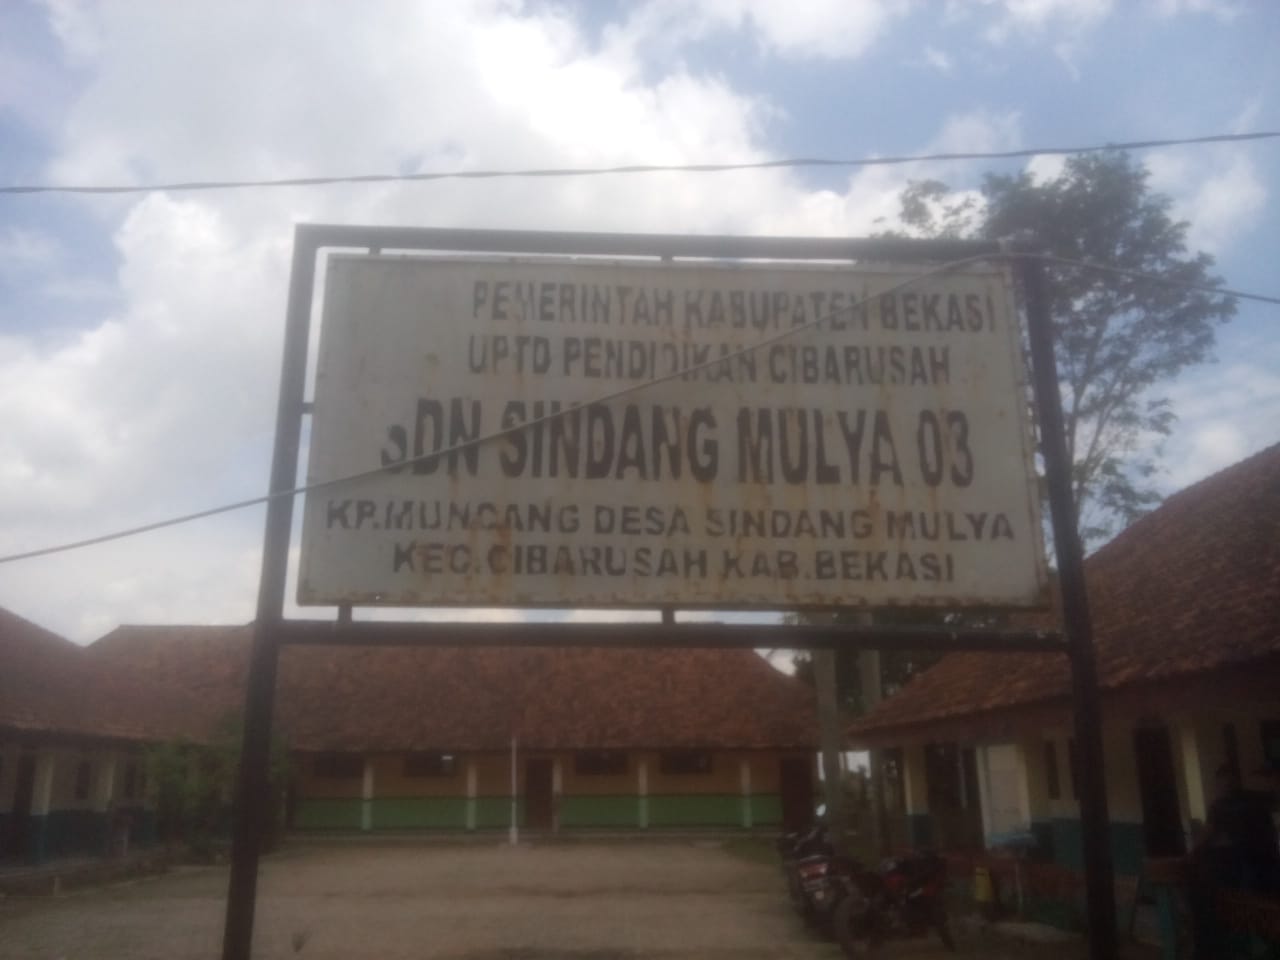 PEMERINTAH KABUPATEN BEKASI
UPTD PENDIDIKAN CIBARUSAH
SDN SINDANG MULYA 03
KP.MUNCANG DESA SINDANG MULYA
KEC.CIBARUSAH KAB.BEKASI